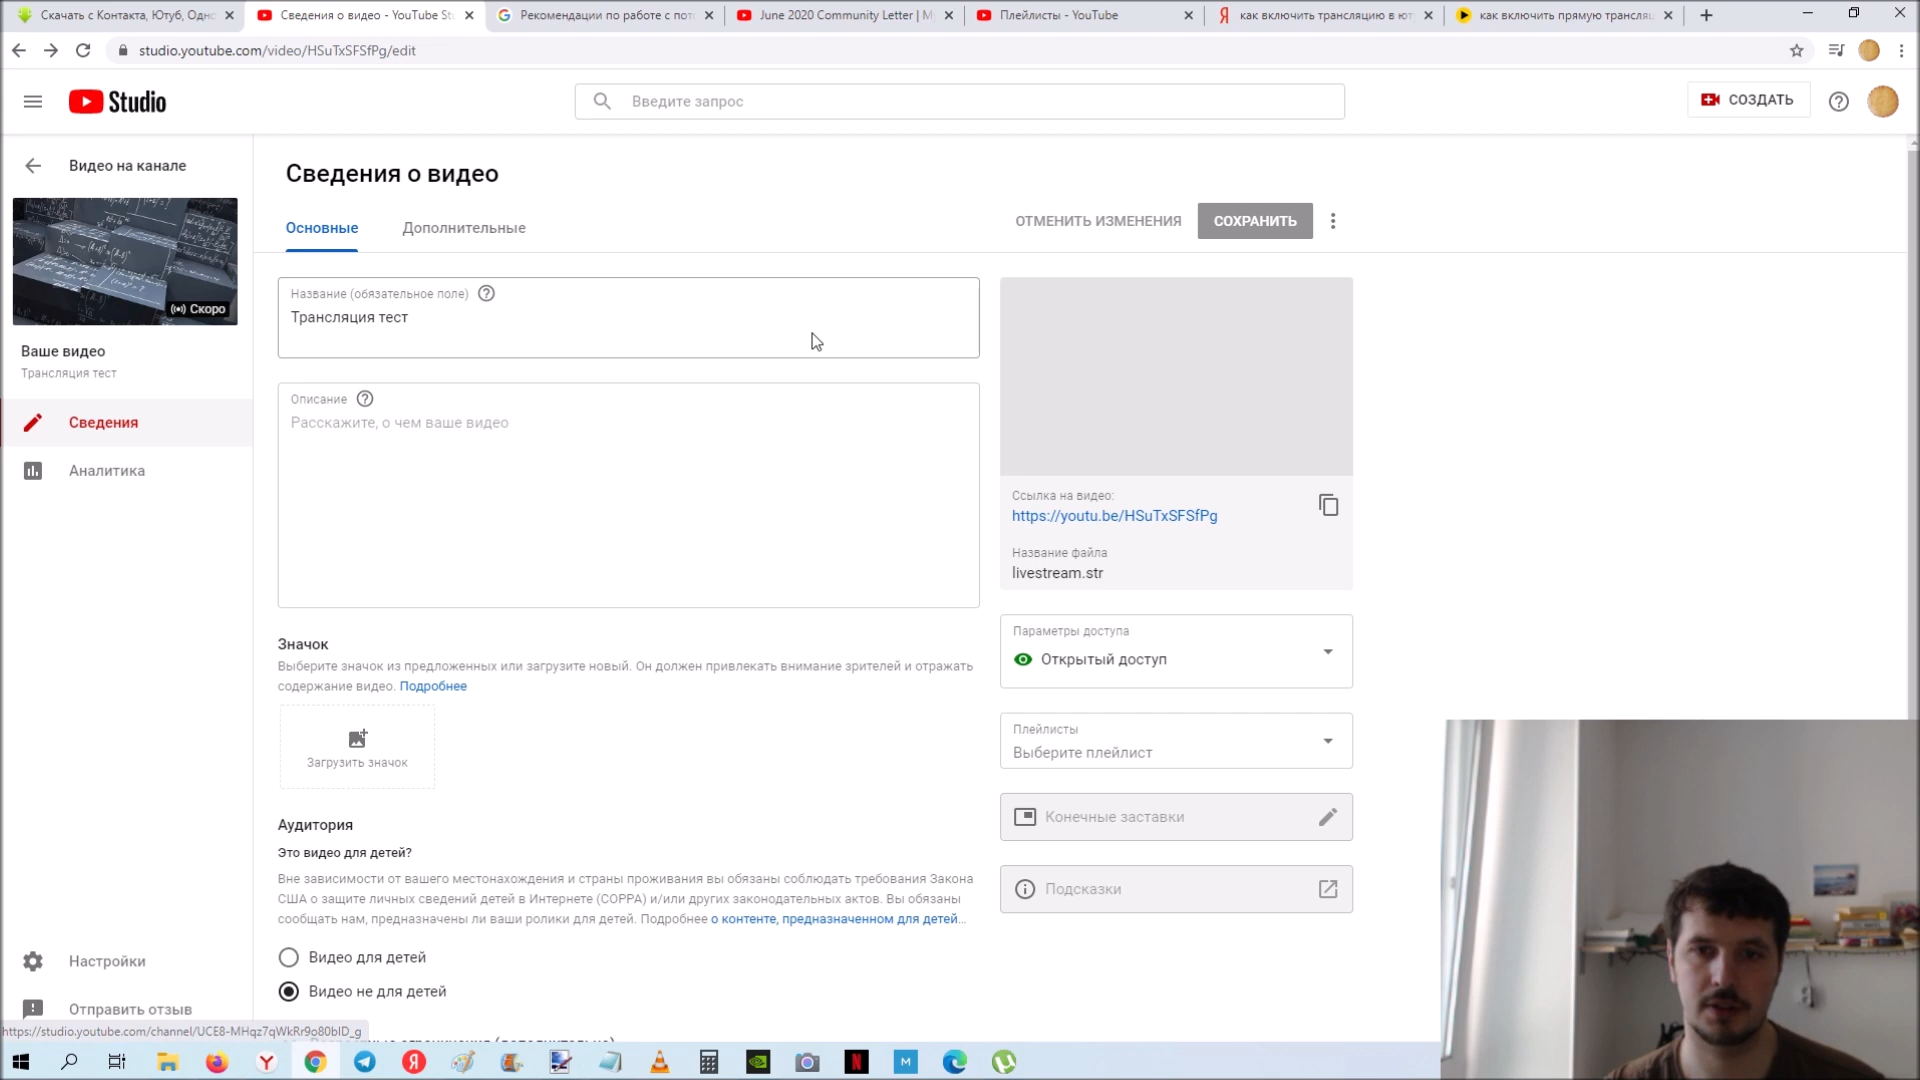 Скачать с Контакта, Ютуб, Одно
Сведения о видео - YouTube St
Рекомендации по работе с пот
June 2020 Community Letter | M
Плейлисты - YouTube
как включить трансляцию в ют
как включить прямую трансляц
studio.youtube.com/video/HSuTxSFSfPg/edit
Studio
Введите запрос
СОЗДАТЬ
Видео на канале
Сведения о видео
Основные
Дополнительные
ОТМЕНИТЬ ИЗМЕНЕНИЯ
СОХРАНИТЬ
Скоро
Ваше видео
Трансляция тест
Сведения
Аналитика
Настройки
Отправить отзыв
https://studio.youtube.com/channel/UCE8-MHqz7qWkRr9o80bID_g
Название (обязательное поле)
Трансляция тест
Описание
Расскажите, о чем ваше видео
Значок
Выберите значок из предложенных или загрузите новый. Он должен привлекать внимание зрителей и отражать
содержание видео. Подробнее
Загрузить значок
Аудитория
Это видео для детей?
Вне зависимости от вашего местонахождения и страны проживания вы обязаны соблюдать требования Закона
США о защите личных сведений детей в Интернете (COPPA) и/или других законодательных актов. Вы обязаны
сообщать нам, предназначены ли ваши ролики для детей. Подробнее о контенте, предназначенном для детей…
Видео для детей
Видео не для детей
Ссылка на видео:
https://youtu.be/HSuTxSFSfPg
Название файла
livestream.str
Параметры доступа
Открытый доступ
Плейлисты
Выберите плейлист
Конечные заставки
Подсказки